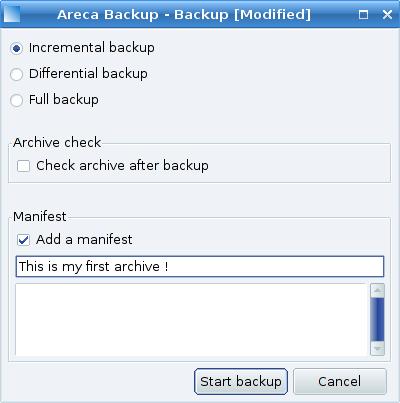 Areca Backup - Backup [Modified]
Incremental backup
Differential backup
Full backup
Archive check
Check archive after backup
Manifest
Add a manifest
This is my first archive !
Start backup
Cancel